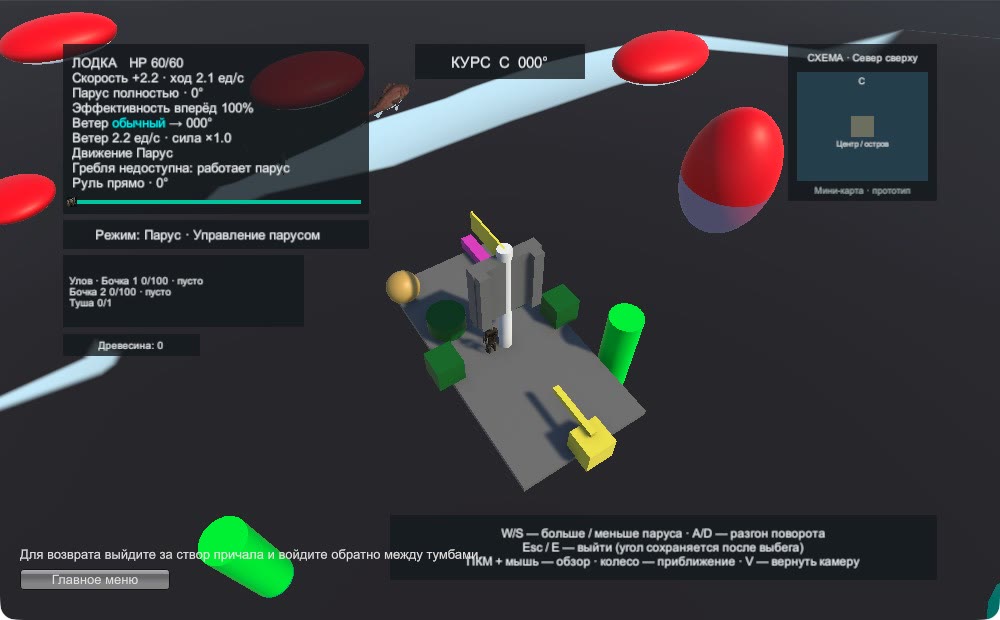 ЛОДКА HP 60/60
Скорость +2.2 · ход 2.1 ед/с
Парус полностью · 0°
Эффективность вперёд 100%
Ветер обычный → 000°
Ветер 2.2 ед/с · сила ×1.0
Движение Парус
Гребля недоступна: работает парус
Руль прямо · 0°
Режим: Парус · Управление парусом
Улов · Бочка 1 0/100 · пусто
Бочка 2 0/100 · пусто
Туша 0/1
Древесина: 0
КУРС С 000°
СХЕМА · Север сверху
С
Центр / остров
Мини-карта · прототип
W/S — больше / меньше паруса · A/D — разгон поворота
Esc / E — выйти (угол сохраняется после выбега)
ПКМ + мышь — обзор · колесо — приближение · V — вернуть камеру
Для возврата выйдите за створ причала и войдите обратно между тумбами.
Главное меню